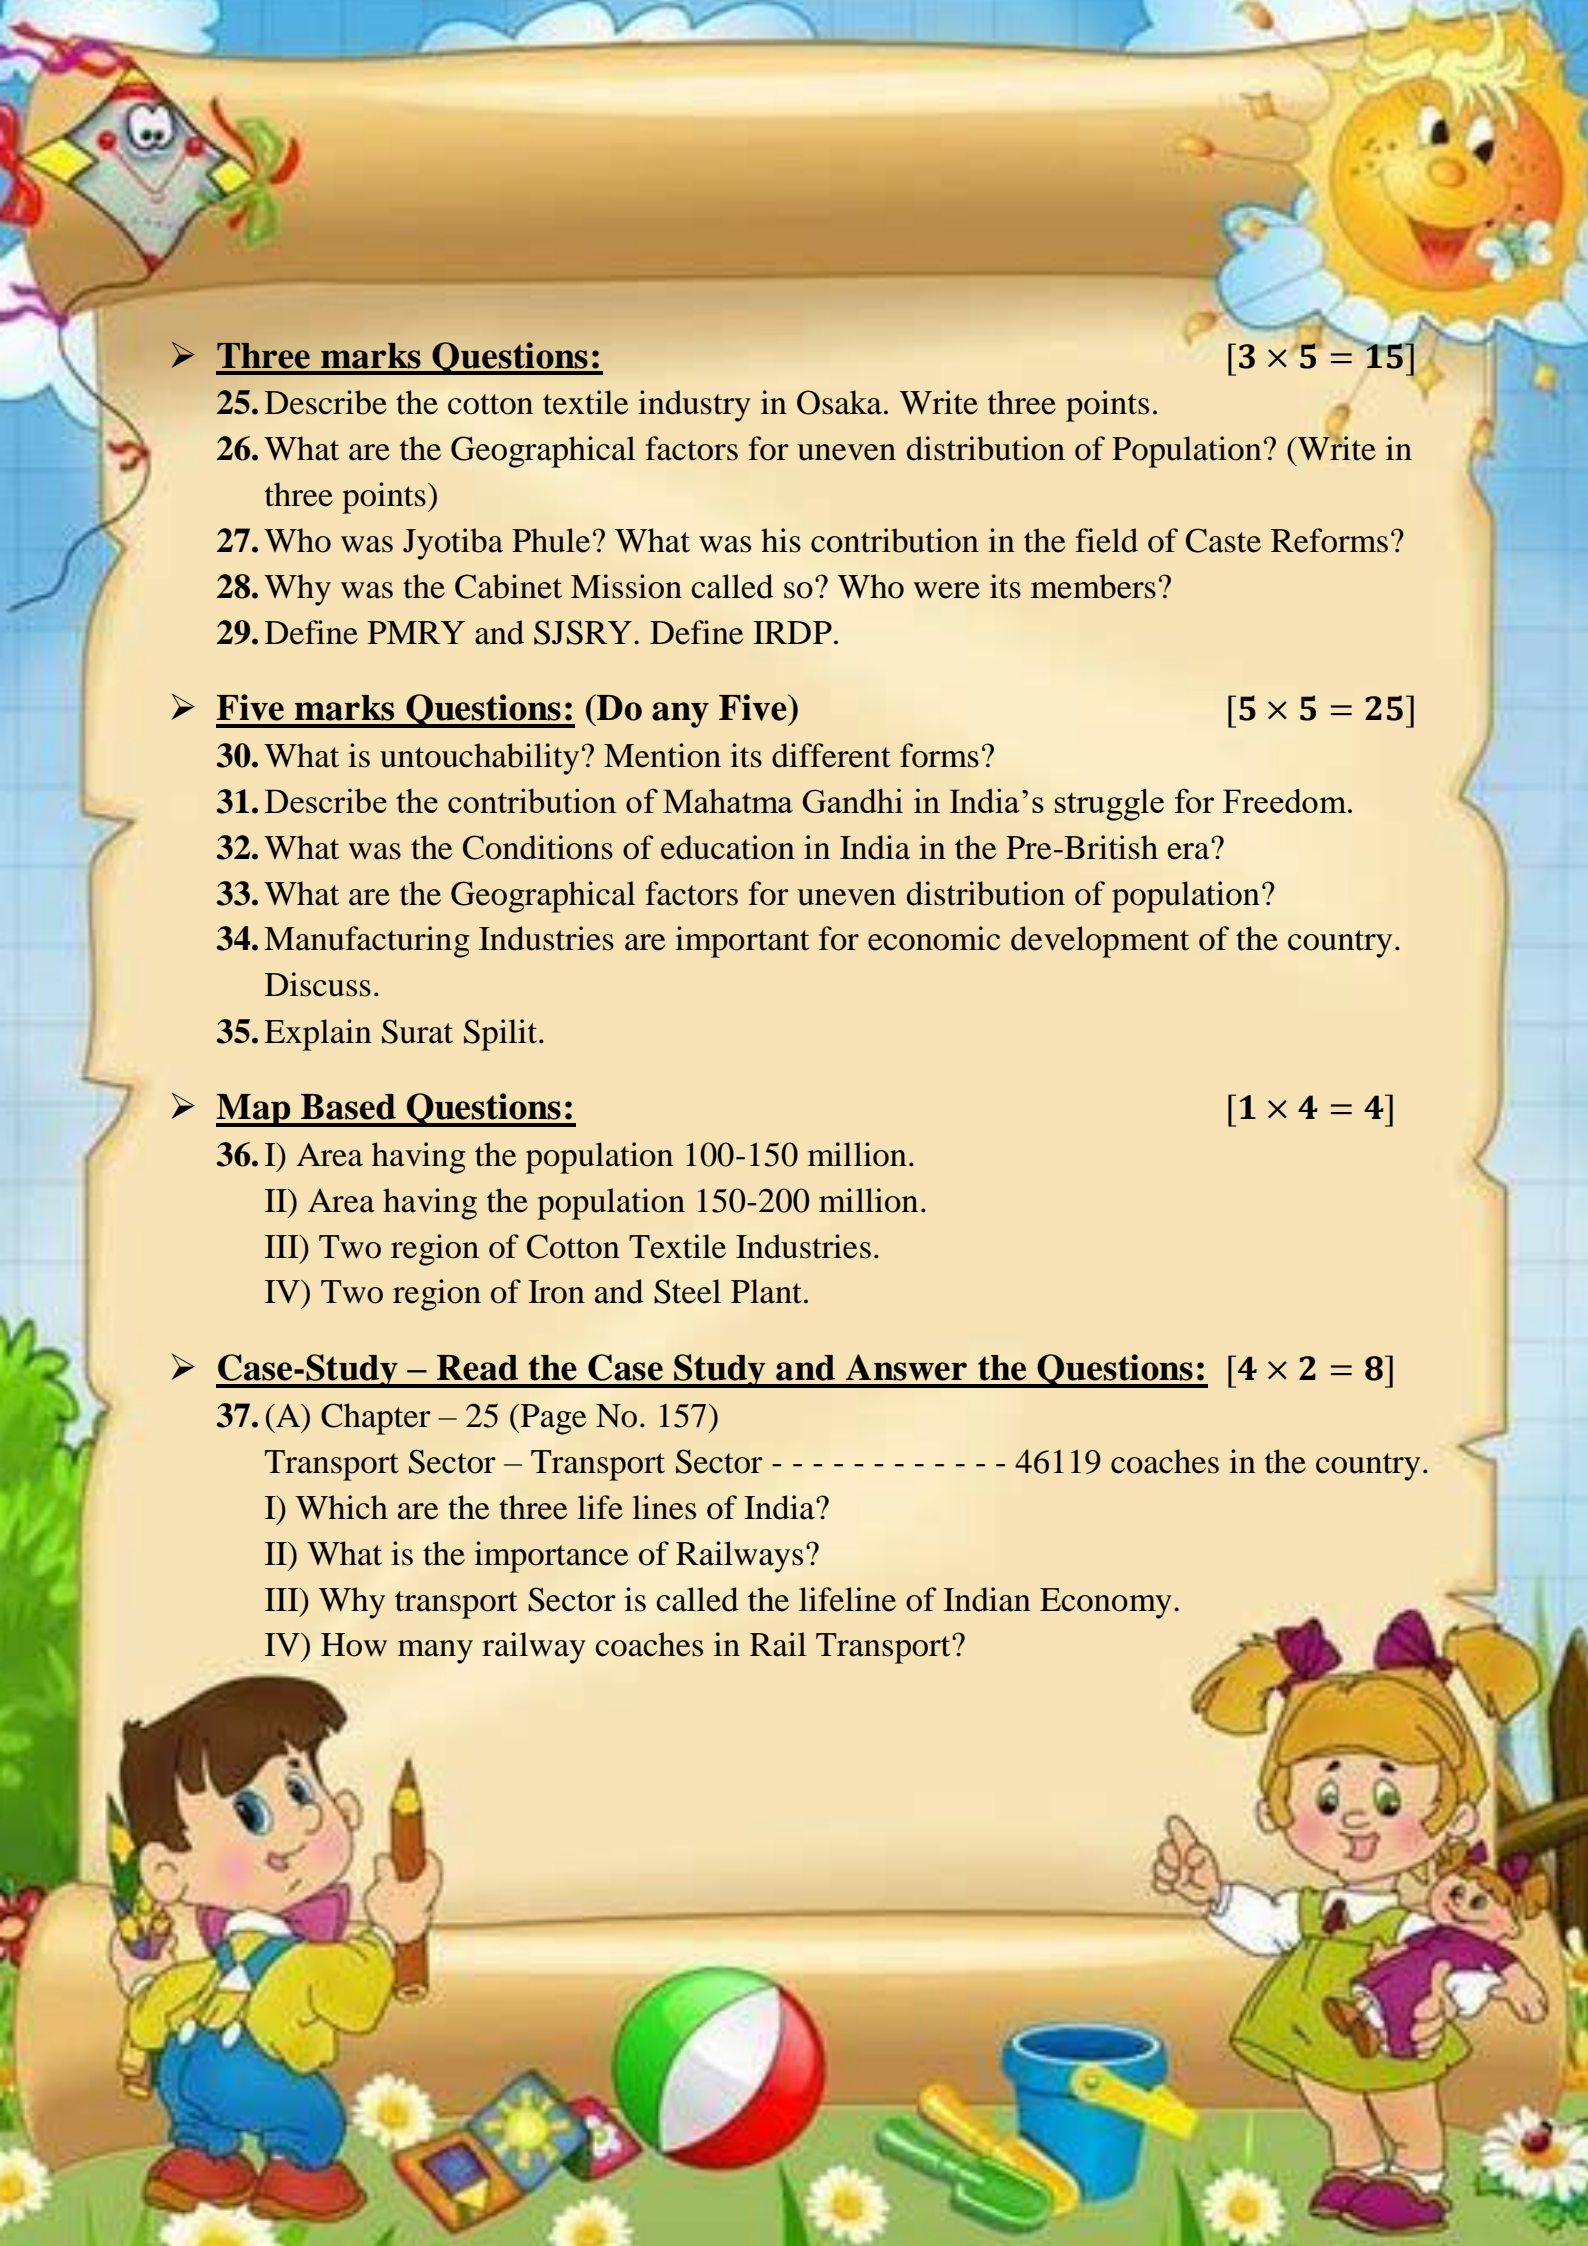 ➢ Three marks Questions: [3 × 5 = 15]
25. Describe the cotton textile industry in Osaka. Write three points.
26. What are the Geographical factors for uneven distribution of Population? (Write in
three points)
27. Who was Jyotiba Phule? What was his contribution in the field of Caste Reforms?
28. Why was the Cabinet Mission called so? Who were its members?
29. Define PMRY and SJSRY. Define IRDP.
➢ Five marks Questions: (Do any Five) [5 × 5 = 25]
30. What is untouchability? Mention its different forms?
31. Describe the contribution of Mahatma Gandhi in India’s struggle for Freedom.
32. What was the Conditions of education in India in the Pre-British era?
33. What are the Geographical factors for uneven distribution of population?
34. Manufacturing Industries are important for economic development of the country.
Discuss.
35. Explain Surat Spilit.
➢ Map Based Questions: [1 × 4 = 4]
36. I) Area having the population 100-150 million.
II) Area having the population 150-200 million.
III) Two region of Cotton Textile Industries.
IV) Two region of Iron and Steel Plant.
➢ Case-Study – Read the Case Study and Answer the Questions: [4 × 2 = 8]
37. (A) Chapter – 25 (Page No. 157)
Transport Sector – Transport Sector - - - - - - - - - - - - 46119 coaches in the country.
I) Which are the three life lines of India?
II) What is the importance of Railways?
III) Why transport Sector is called the lifeline of Indian Economy.
IV) How many railway coaches in Rail Transport?